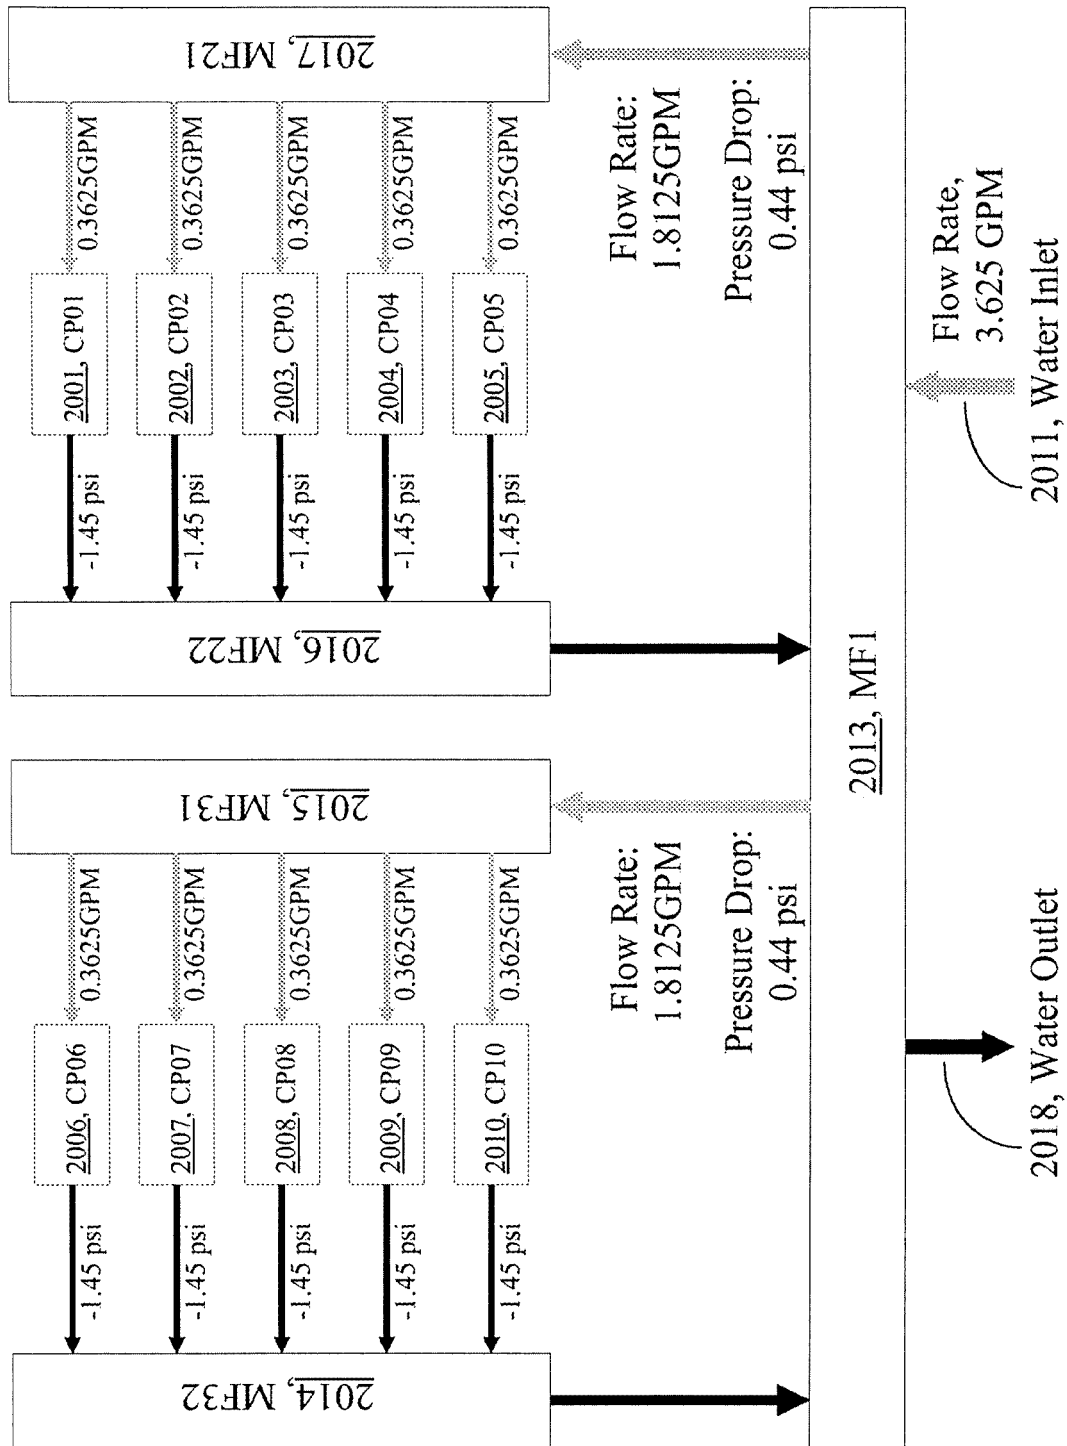 2017, MF21
0.3625GPM
0.3625GPM
0.3625GPM
0.3625GPM
0.3625GPM
2001, CP01
2002, CP02
2003, CP03
2004, CP04
2005, CP05
-1.45 psi
-1.45 psi
-1.45 psi
-1.45 psi
-1.45 psi
2016, MF22
Flow Rate:
1.8125GPM
Pressure Drop:
0.44 psi
2015, MF31
0.3625GPM
0.3625GPM
0.3625GPM
0.3625GPM
0.3625GPM
2006, CP06
2007, CP07
2008, CP08
2009, CP09
2010, CP10
-1.45 psi
-1.45 psi
-1.45 psi
-1.45 psi
-1.45 psi
2014, MF32
Flow Rate:
1.8125GPM
Pressure Drop:
0.44 psi
2013, MF1
Flow Rate,
3.625 GPM
2011, Water Inlet
2018, Water Outlet